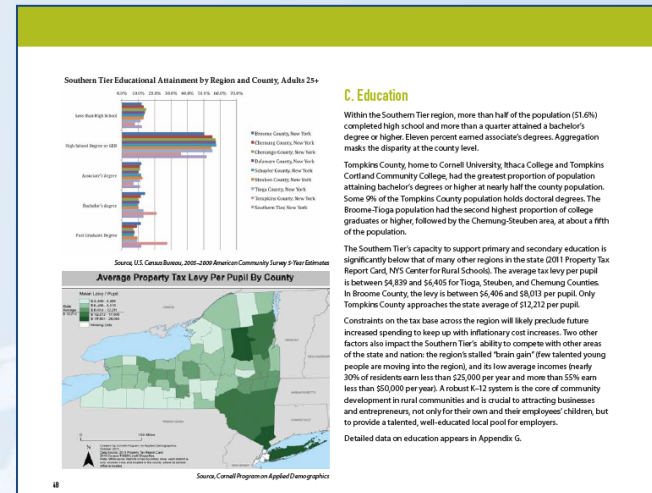 Southern Tier Educational Attainment by Region and County, Adults 25+
0.0% 10.0% 20.0% 30.0% 40.0% 50.0% 60.0% 70.0%
Less than High School
High School Degree or GED
Associate's degree
Bachelor's degree
Post Graduate Degree
Broome County, New York
Chemung County, New York
Chenango County, New York
Delaware County, New York
Schuyler County, New York
Steuben County, New York
Tioga County, New York
Tompkins County, New York
Southern Tier, New York
Source, U.S. Census Bureau, 2005-2009 American Community Survey 5-Year Estimates
Average Property Tax Levy Per Pupil By County
Mean Levy / Pupil
State
Average
Missing Data
100 Miles
N
Source, Cornell Program on Applied Demographics
48
C. Education
Within the Southern Tier region, more than half of the population (51.6%)
completed high school and more than a quarter attained a bachelor's
degree or higher. Eleven percent earned associate's degrees. Aggregation
masks the disparity at the county level.
Tompkins County, home to Cornell University, Ithaca College and Tompkins
Cortland Community College, had the greatest proportion of population
attaining bachelor's degrees or higher at nearly half the county population.
Some 9% of the Tompkins County population holds doctoral degrees. The
Broome-Tioga population had the second highest proportion of college
graduates or higher, followed by the Chemung-Steuben area, at about a fifth
of the population.
The Southern Tier's capacity to support primary and secondary education is
significantly below that of many other regions in the state (2011 Property Tax
Report Card, NYS Center for Rural Schools). The average tax levy per pupil
is between $4,839 and $6,405 for Tioga, Steuben, and Chemung Counties.
In Broome County, the levy is between $6,406 and $8,013 per pupil. Only
Tompkins County approaches the state average of $12,212 per pupil.
Constraints on the tax base across the region will likely preclude future
increased spending to keep up with inflationary cost increases. Two other
factors also impact the Southern Tier's ability to compete with other areas
of the state and nation: the region's stalled "brain gain" (few talented young
people are moving into the region), and its low average incomes (nearly
30% of residents earn less than $25,000 per year and more than 55% earn
less than $50,000 per year). A robust K–12 system is the core of community
development in rural communities and is crucial to attracting businesses
and entrepreneurs, not only for their own and their employees' children, but
to provide a talented, well-educated local pool for employers.
Detailed data on education appears in Appendix G.